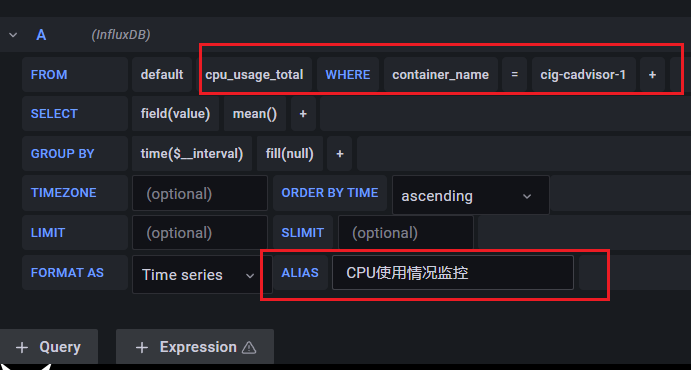 A (InfluxDB)
FROM default cpu_usage_total WHERE container_name = cig-cadvisor-1 +
SELECT field(value) mean() +
GROUP BY time($__interval) fill(null) +
TIMEZONE (optional) ORDER BY TIME ascending
LIMIT (optional) SLIMIT (optional)
FORMAT AS Time series ALIAS CPU使用情况监控
+ Query + Expression